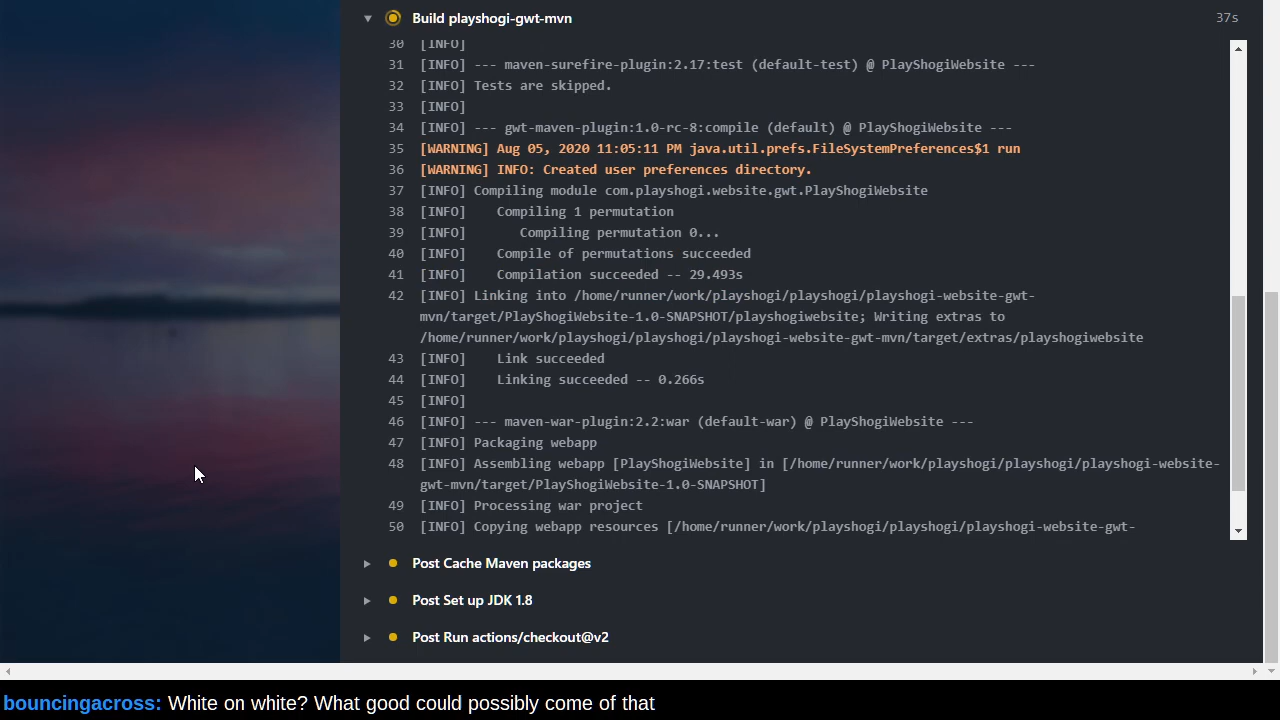 Build playshogi-gwt-mvn 37s
30 [INFO]
31 [INFO] --- maven-surefire-plugin:2.17:test (default-test) @ PlayShogiWebsite ---
32 [INFO] Tests are skipped.
33 [INFO]
34 [INFO] --- gwt-maven-plugin:1.0-rc-8:compile (default) @ PlayShogiWebsite ---
35 [WARNING] Aug 05, 2020 11:05:11 PM java.util.prefs.FileSystemPreferences$1 run
36 [WARNING] INFO: Created user preferences directory.
37 [INFO] Compiling module com.playshogi.website.gwt.PlayShogiWebsite
38 [INFO]    Compiling 1 permutation
39 [INFO]       Compiling permutation 0...
40 [INFO]    Compile of permutations succeeded
41 [INFO]    Compilation succeeded -- 29.493s
42 [INFO] Linking into /home/runner/work/playshogi/playshogi/playshogi-website-gwt-
mvn/target/PlayShogiWebsite-1.0-SNAPSHOT/playshogiwebsite; Writing extras to
/home/runner/work/playshogi/playshogi/playshogi-website-gwt-mvn/target/extras/playshogiwebsite
43 [INFO]    Link succeeded
44 [INFO]    Linking succeeded -- 0.266s
45 [INFO]
46 [INFO] --- maven-war-plugin:2.2:war (default-war) @ PlayShogiWebsite ---
47 [INFO] Packaging webapp
48 [INFO] Assembling webapp [PlayShogiWebsite] in [/home/runner/work/playshogi/playshogi/playshogi-website-
gwt-mvn/target/PlayShogiWebsite-1.0-SNAPSHOT]
49 [INFO] Processing war project
50 [INFO] Copying webapp resources [/home/runner/work/playshogi/playshogi/playshogi-website-gwt-
Post Cache Maven packages
Post Set up JDK 1.8
Post Run actions/checkout@v2
bouncingacross: White on white? What good could possibly come of that